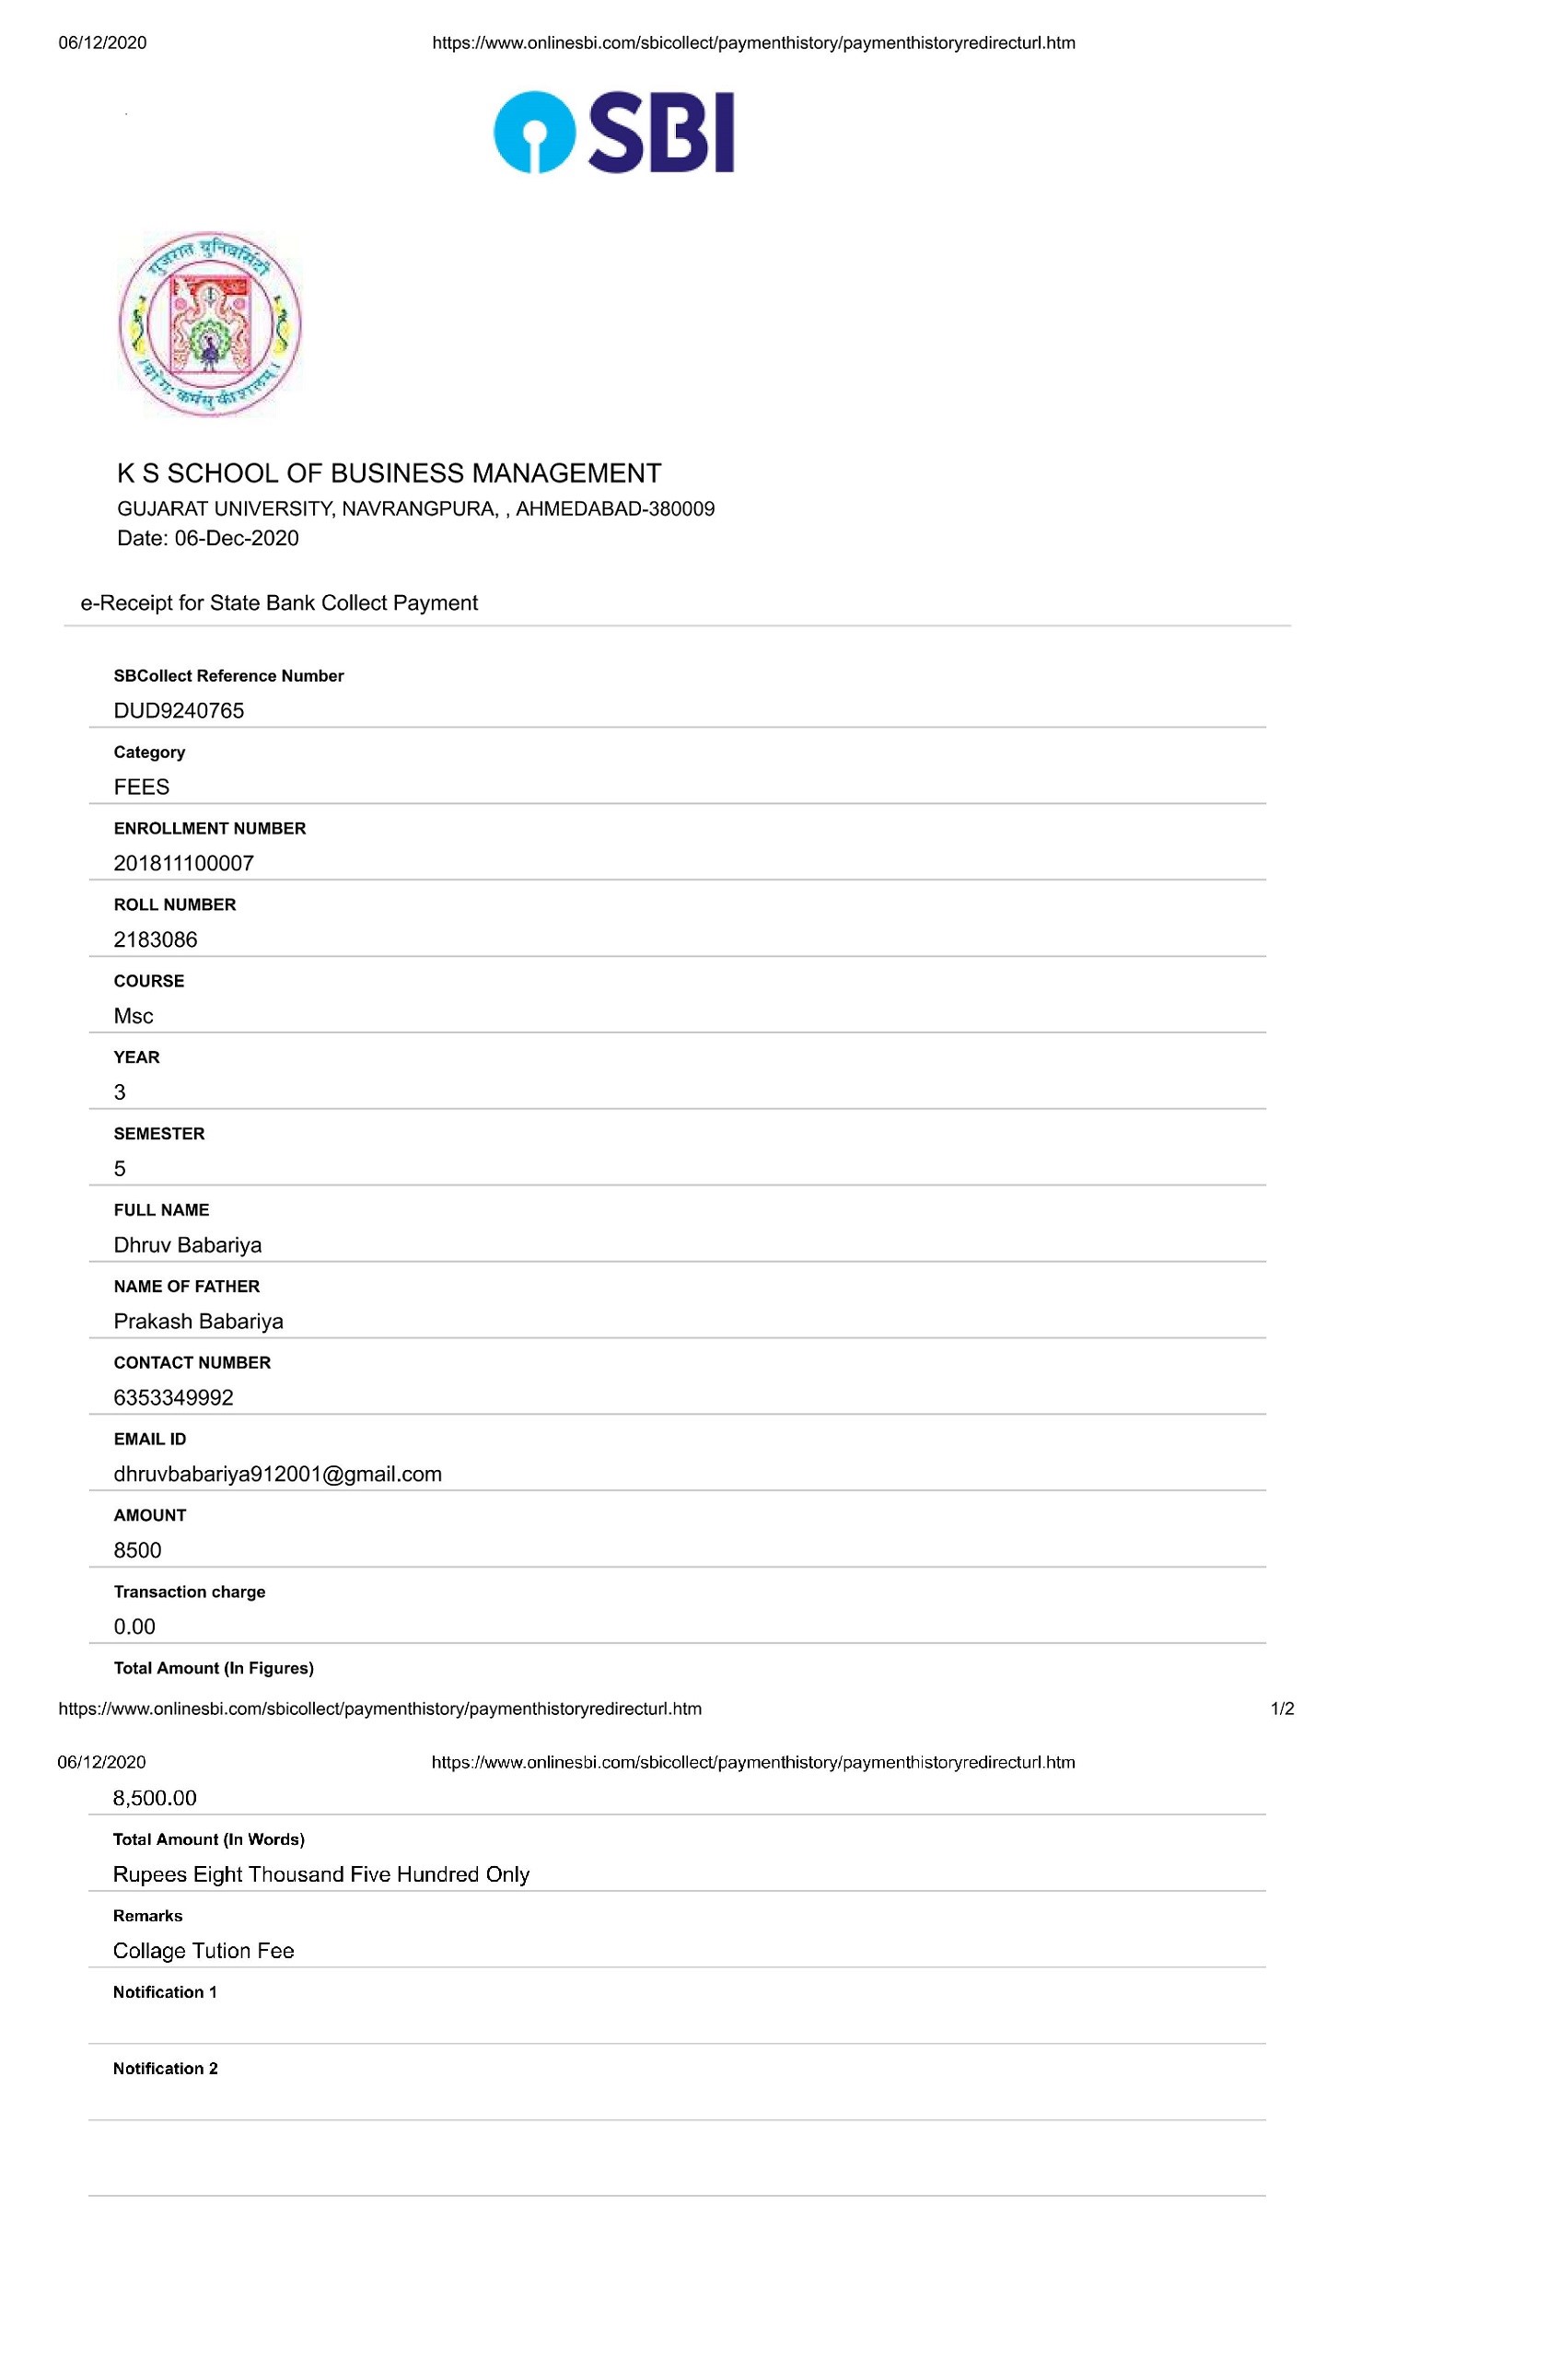 06/12/2020 https://www.onlinesbi.com/sbicollect/paymenthistory/paymenthistoryredirecturl.htm
SBI
गुजरात युनिवर्सिटी
। योगः कर्मसु कौशलम् ।
K S SCHOOL OF BUSINESS MANAGEMENT
GUJARAT UNIVERSITY, NAVRANGPURA, , AHMEDABAD-380009
Date: 06-Dec-2020
e-Receipt for State Bank Collect Payment
SBCollect Reference Number
DUD9240765
Category
FEES
ENROLLMENT NUMBER
201811100007
ROLL NUMBER
2183086
COURSE
Msc
YEAR
3
SEMESTER
5
FULL NAME
Dhruv Babariya
NAME OF FATHER
Prakash Babariya
CONTACT NUMBER
6353349992
EMAIL ID
dhruvbabariya912001@gmail.com
AMOUNT
8500
Transaction charge
0.00
Total Amount (In Figures)
https://www.onlinesbi.com/sbicollect/paymenthistory/paymenthistoryredirecturl.htm 1/2
06/12/2020 https://www.onlinesbi.com/sbicollect/paymenthistory/paymenthistoryredirecturl.htm
8,500.00
Total Amount (In Words)
Rupees Eight Thousand Five Hundred Only
Remarks
Collage Tution Fee
Notification 1
Notification 2